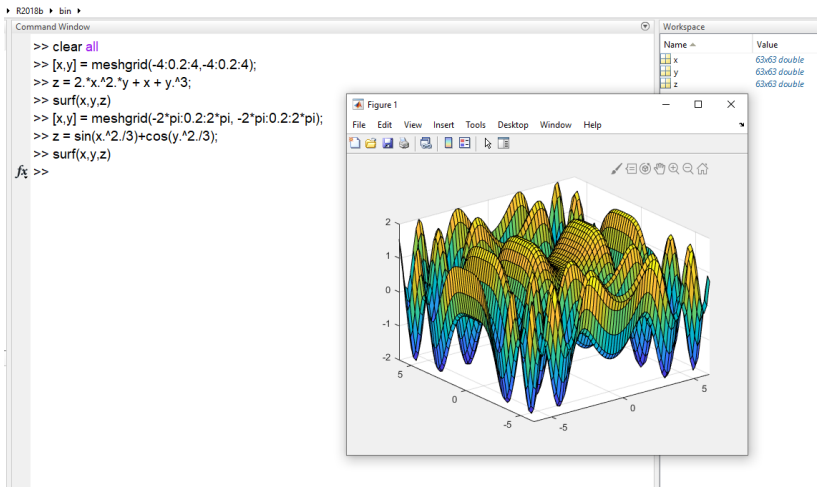 R2018b bin
Command Window
>> clear all
>> [x,y] = meshgrid(-4:0.2:4,-4:0.2:4);
>> z = 2.*x.^2.*y + x + y.^3;
>> surf(x,y,z)
>> [x,y] = meshgrid(-2*pi:0.2:2*pi, -2*pi:0.2:2*pi);
>> z = sin(x.^2./3)+cos(y.^2./3);
>> surf(x,y,z)
fx >>
Figure 1
File Edit View Insert Tools Desktop Window Help
2
1
0
-1
-2
5
0
-5
-5
0
5
Workspace
Name Value
x 63x63 double
y 63x63 double
z 63x63 double